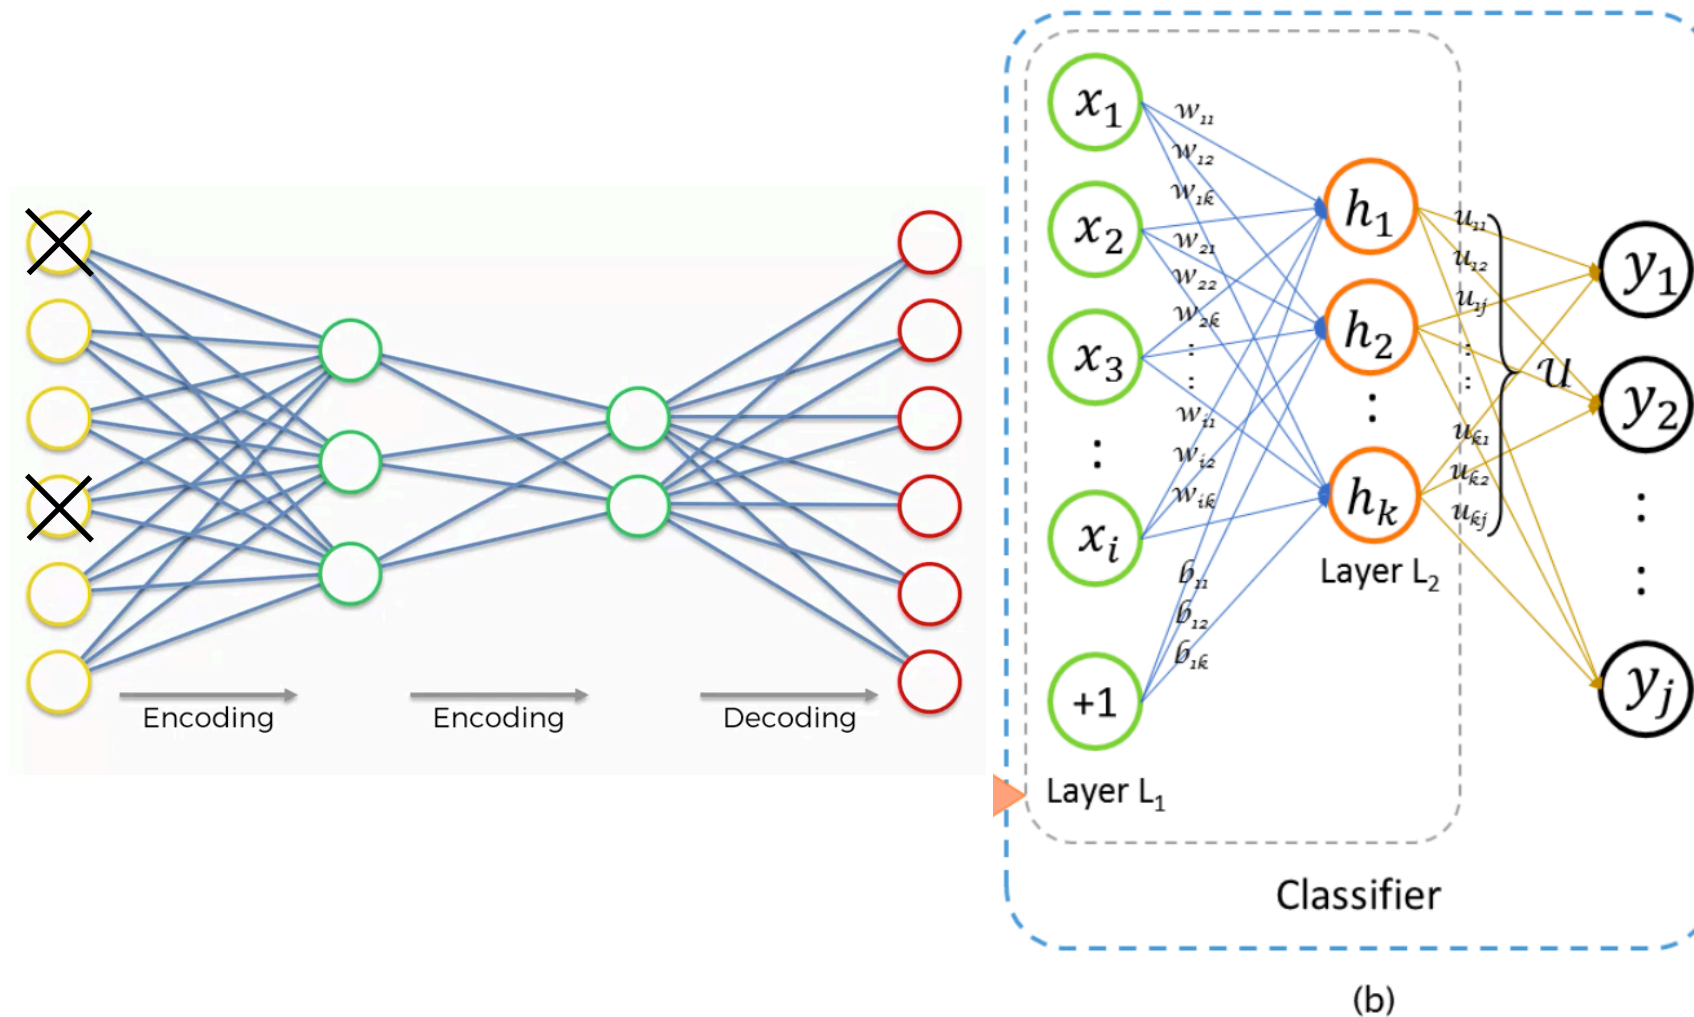 Encoding
Encoding
Decoding
x₁
x₂
x₃
⋮
xᵢ
+1
w₁₁
w₁₂
w₁ₖ
w₂₁
w₂₂
w₂ₖ
:
:
wᵢ₁
wᵢ₂
wᵢₖ
b₁₁
b₁₂
b₁ₖ
Layer L₁
h₁
h₂
⋮
hₖ
Layer L₂
u₁₁
u₁₂
u₁ⱼ
:
:
uₖ₁
uₖ₂
uₖⱼ
U
y₁
y₂
⋮
yⱼ
Classifier
(b)